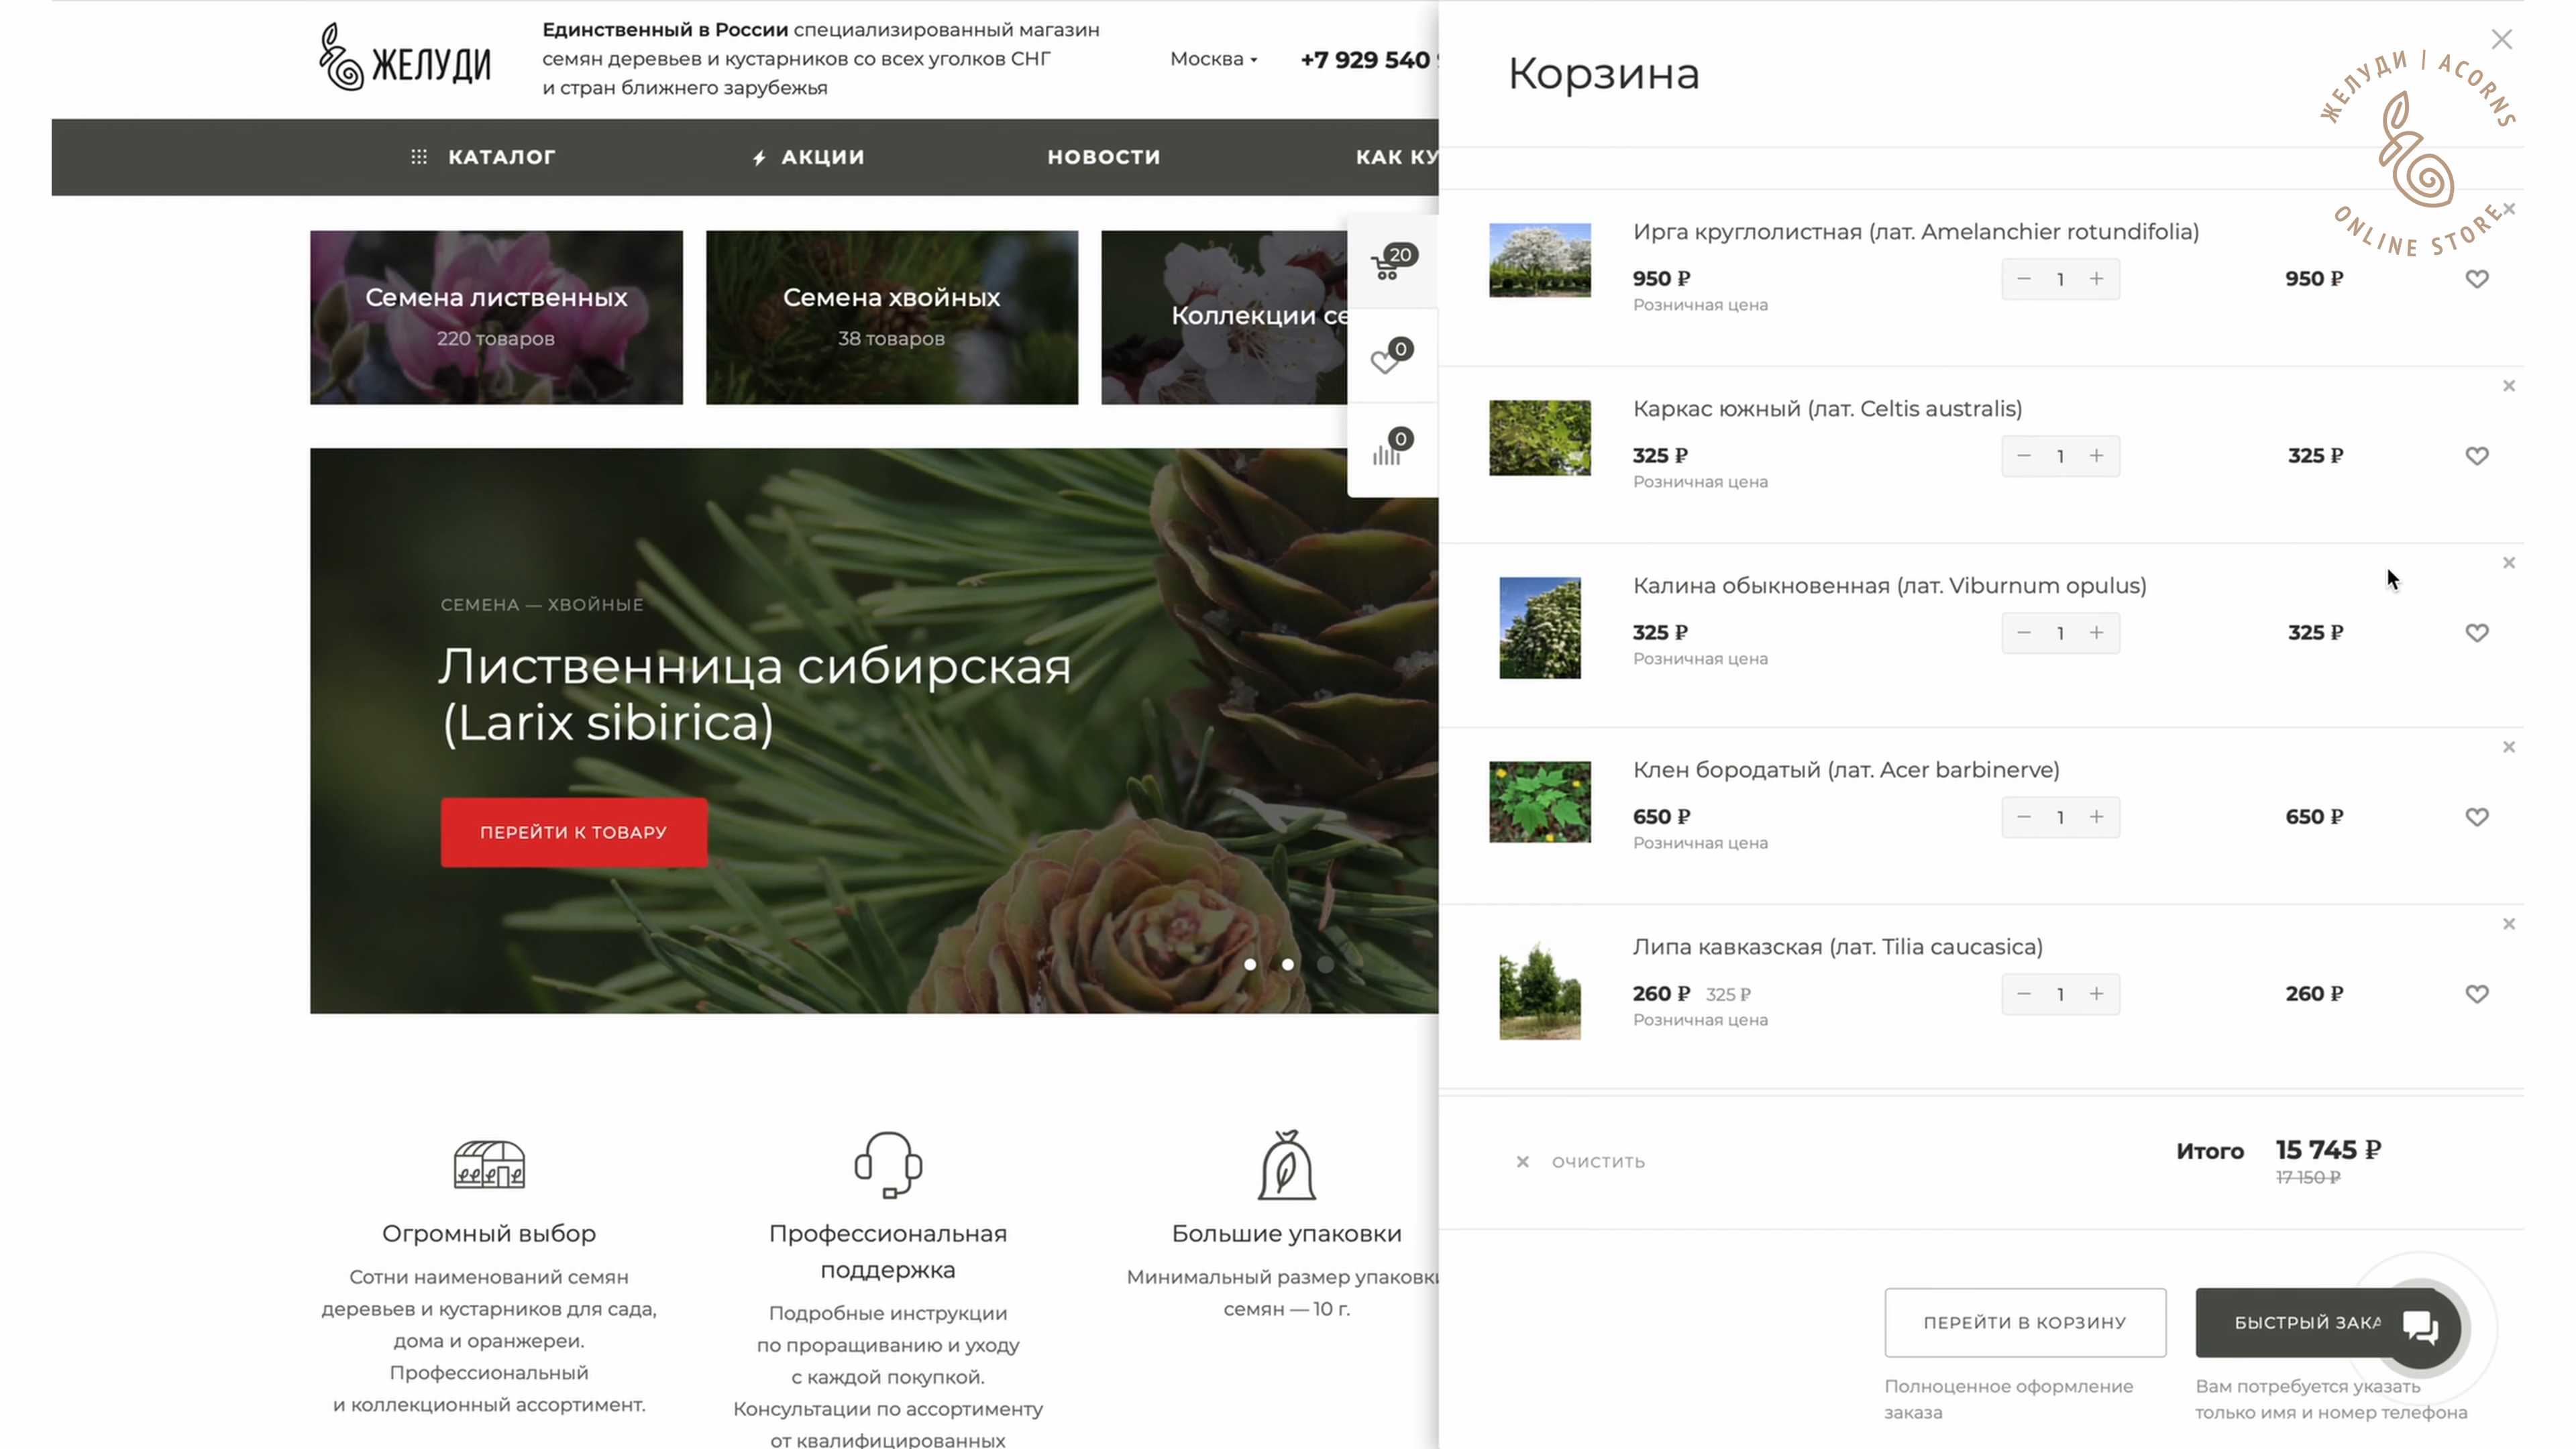 ЖЕЛУДИ
Единственный в России специализированный магазин
семян деревьев и кустарников со всех уголков СНГ
и стран ближнего зарубежья
Москва
+7 929 540
КАТАЛОГ
АКЦИИ
НОВОСТИ
КАК КУ
Семена лиственных
220 товаров
Семена хвойных
38 товаров
Коллекции се
20
0
0
СЕМЕНА — ХВОЙНЫЕ
Лиственница сибирская
(Larix sibirica)
ПЕРЕЙТИ К ТОВАРУ
Огромный выбор
Сотни наименований семян
деревьев и кустарников для сада,
дома и оранжереи.
Профессиональный
и коллекционный ассортимент.
Профессиональная
поддержка
Подробные инструкции
по проращиванию и уходу
с каждой покупкой.
Консультации по ассортименту
от квалифицированных
Большие упаковки
Минимальный размер упаковки
семян — 10 г.
Корзина
ЖЕЛУДИ | ACORNS
ONLINE STORE
Ирга круглолистная (лат. Amelanchier rotundifolia)
950 ₽
1
950 ₽
Розничная цена
Каркас южный (лат. Celtis australis)
325 ₽
1
325 ₽
Розничная цена
Калина обыкновенная (лат. Viburnum opulus)
325 ₽
1
325 ₽
Розничная цена
Клен бородатый (лат. Acer barbinerve)
650 ₽
1
650 ₽
Розничная цена
Липа кавказская (лат. Tilia caucasica)
260 ₽ 325 ₽
1
260 ₽
Розничная цена
ОЧИСТИТЬ
Итого 15 745 ₽
17 150 ₽
ПЕРЕЙТИ В КОРЗИНУ
БЫСТРЫЙ ЗАКА
Полноценное оформление
заказа
Вам потребуется указать
только имя и номер телефона